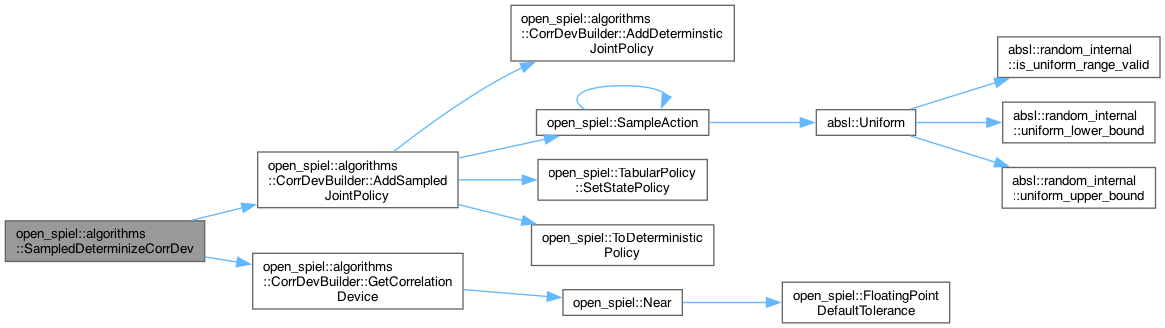 open_spiel::algorithms
::SampledDeterminizeCorrDev
open_spiel::algorithms
::CorrDevBuilder::AddSampled
JointPolicy
open_spiel::algorithms
::CorrDevBuilder::AddDeterminstic
JointPolicy
open_spiel::SampleAction
absl::Uniform
absl::random_internal
::is_uniform_range_valid
absl::random_internal
::uniform_lower_bound
absl::random_internal
::uniform_upper_bound
open_spiel::TabularPolicy
::SetStatePolicy
open_spiel::ToDeterministic
Policy
open_spiel::algorithms
::CorrDevBuilder::GetCorrelation
Device
open_spiel::Near
open_spiel::FloatingPoint
DefaultTolerance